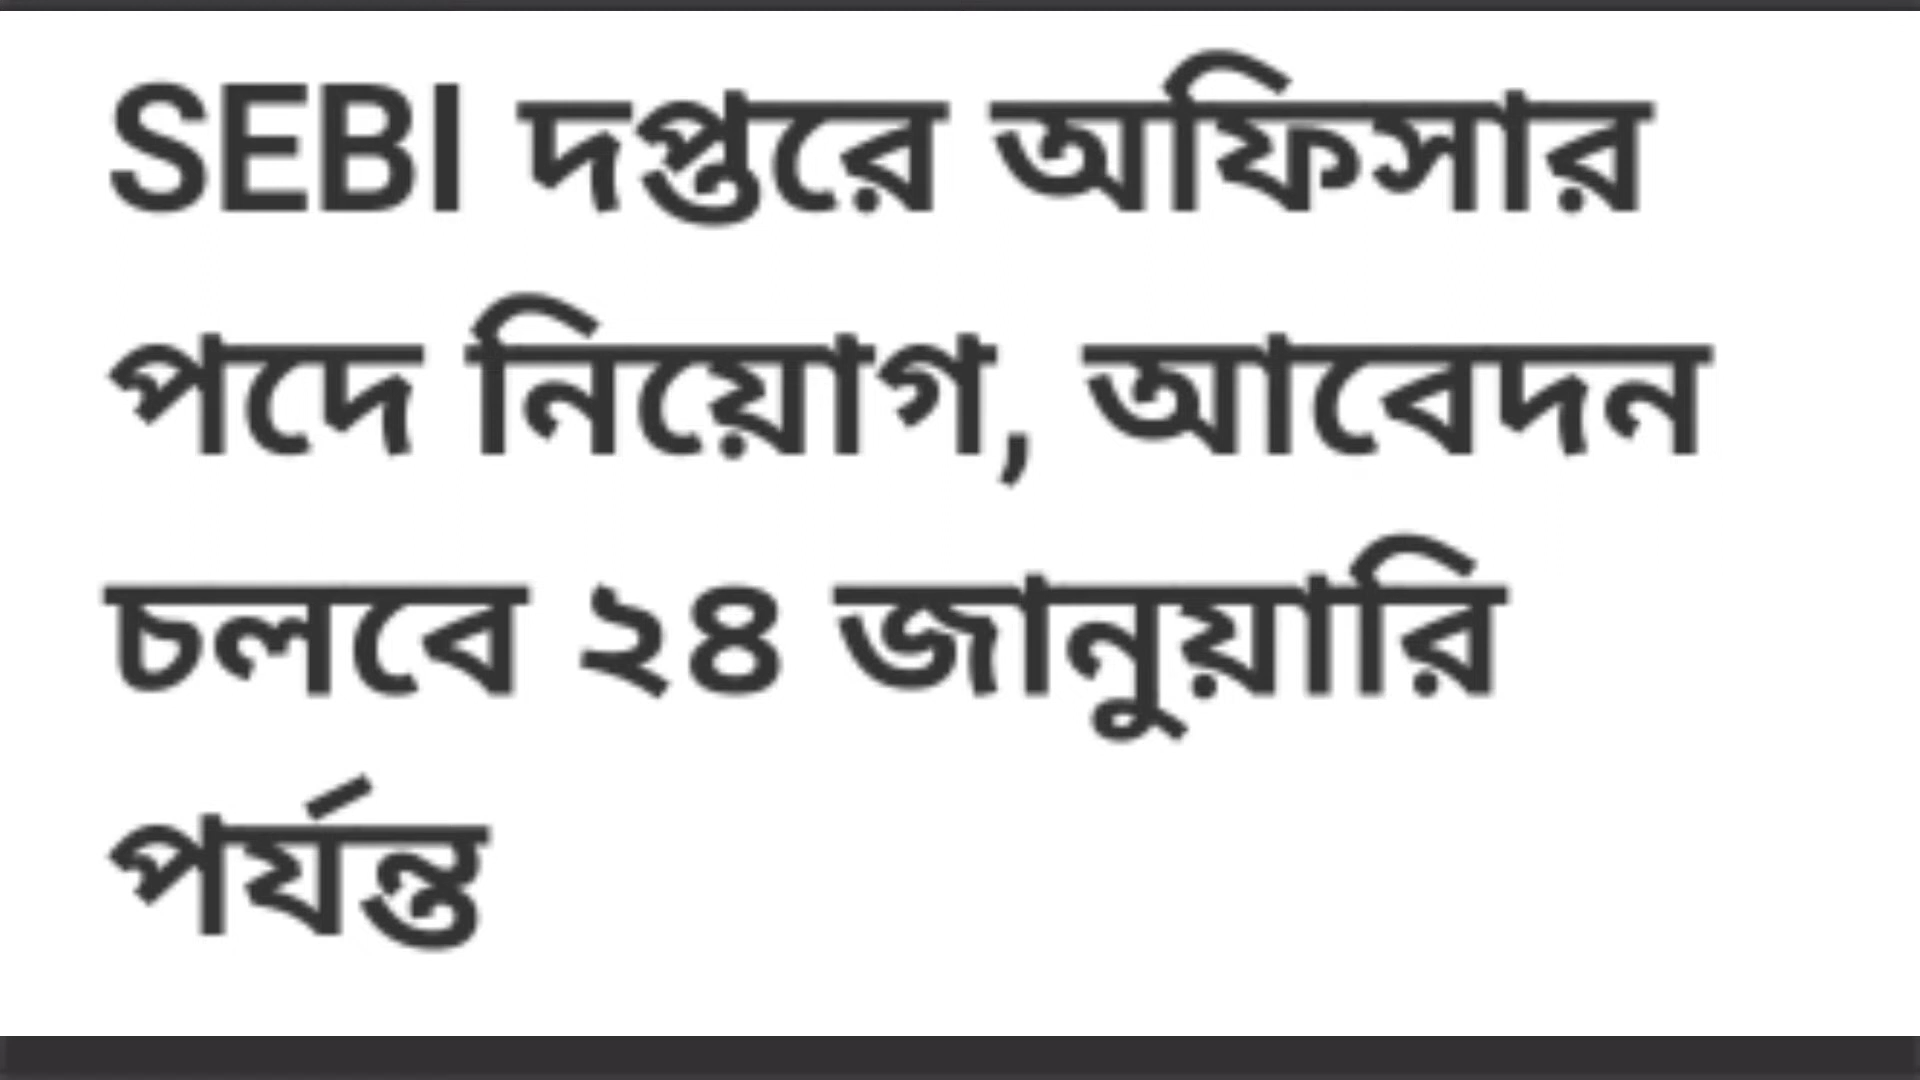 SEBI দপ্তরে অফিসার
পদে নিয়োগ, আবেদন
চলবে ২৪ জানুয়ারি
পর্যন্ত